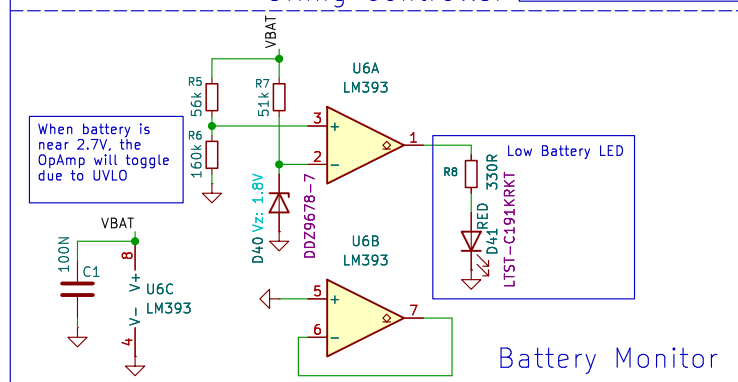 VBAT
U6A
LM393
R5
56k
R7
51k
3
+
1
2
-
R6
160k
When battery is
near 2.7V, the
OpAmp will toggle
due to UVLO
Low Battery LED
R8
330R
RED
D41
LTST-C191KRKT
D40
Vz: 1.8V
DDZ9678-7
VBAT
100N
C1
8
V+
U6C
LM393
V-
4
U6B
LM393
5
+
7
6
-
Battery Monitor